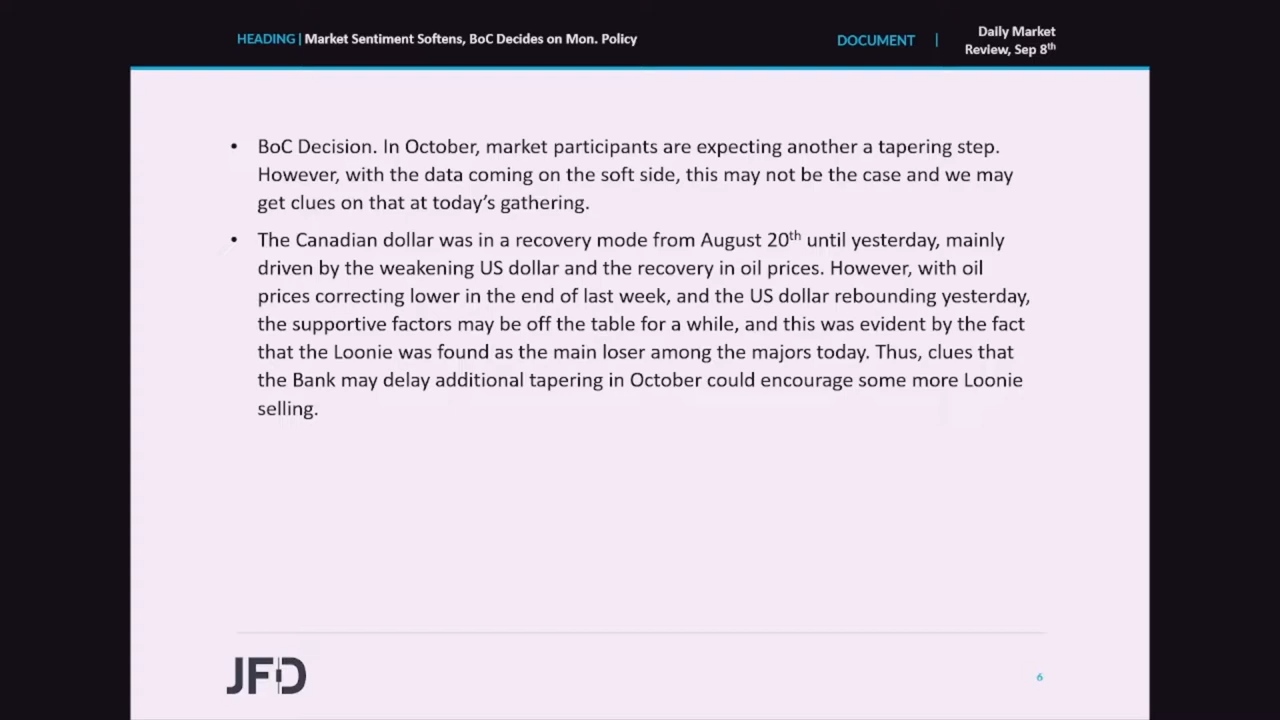 HEADING | Market Sentiment Softens, BoC Decides on Mon. Policy
DOCUMENT |
Daily Market
Review, Sep 8th
• BoC Decision. In October, market participants are expecting another a tapering step.
However, with the data coming on the soft side, this may not be the case and we may
get clues on that at today’s gathering.
• The Canadian dollar was in a recovery mode from August 20th until yesterday, mainly
driven by the weakening US dollar and the recovery in oil prices. However, with oil
prices correcting lower in the end of last week, and the US dollar rebounding yesterday,
the supportive factors may be off the table for a while, and this was evident by the fact
that the Loonie was found as the main loser among the majors today. Thus, clues that
the Bank may delay additional tapering in October could encourage some more Loonie
selling.
JFD
6